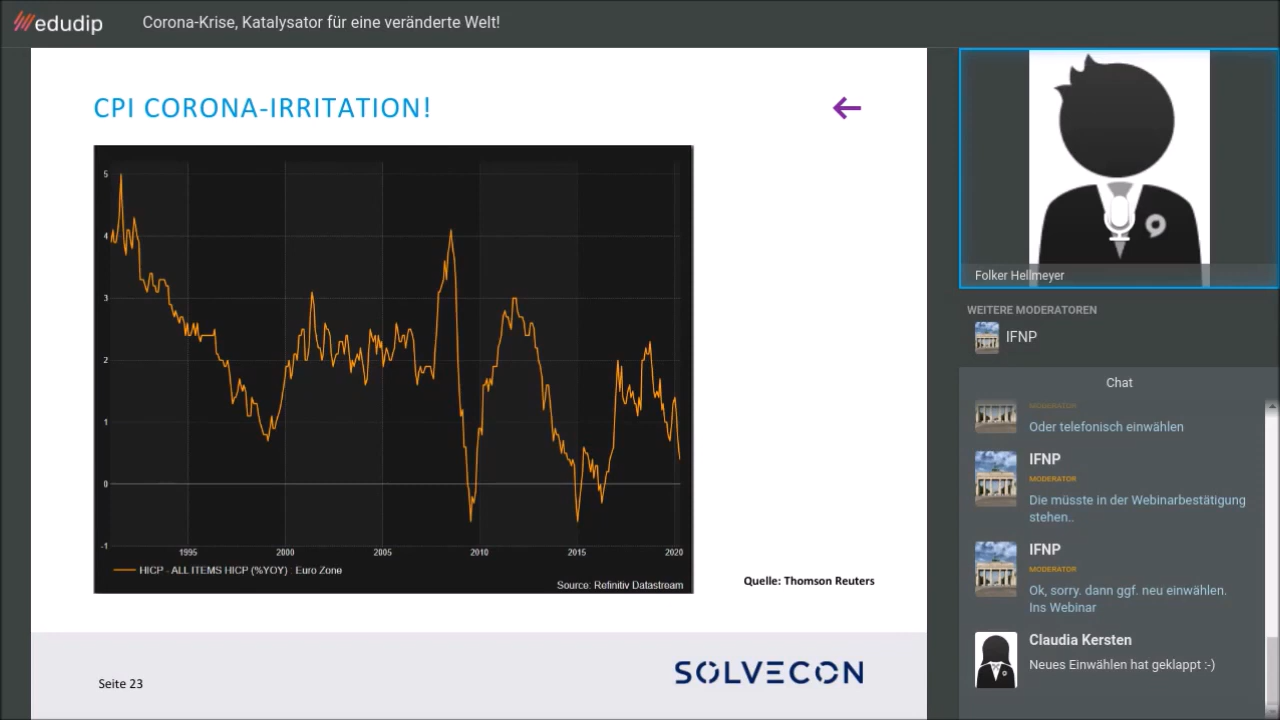 edudip
Corona-Krise, Katalysator für eine veränderte Welt!
CPI CORONA-IRRITATION!
5
4
3
2
1
0
-1
1995 2000 2005 2010 2015 2020
HICP - ALL ITEMS HICP (%YOY) : Euro Zone
Source: Refinitiv Datastream
Quelle: Thomson Reuters
Seite 23
SOLVECON
Folker Hellmeyer
WEITERE MODERATOREN
IFNP
Chat
MODERATOR
Oder telefonisch einwählen
IFNP
MODERATOR
Die müsste in der Webinarbestätigung
stehen..
IFNP
MODERATOR
Ok, sorry. dann ggf. neu einwählen.
Ins Webinar
Claudia Kersten
Neues Einwählen hat geklappt :-)